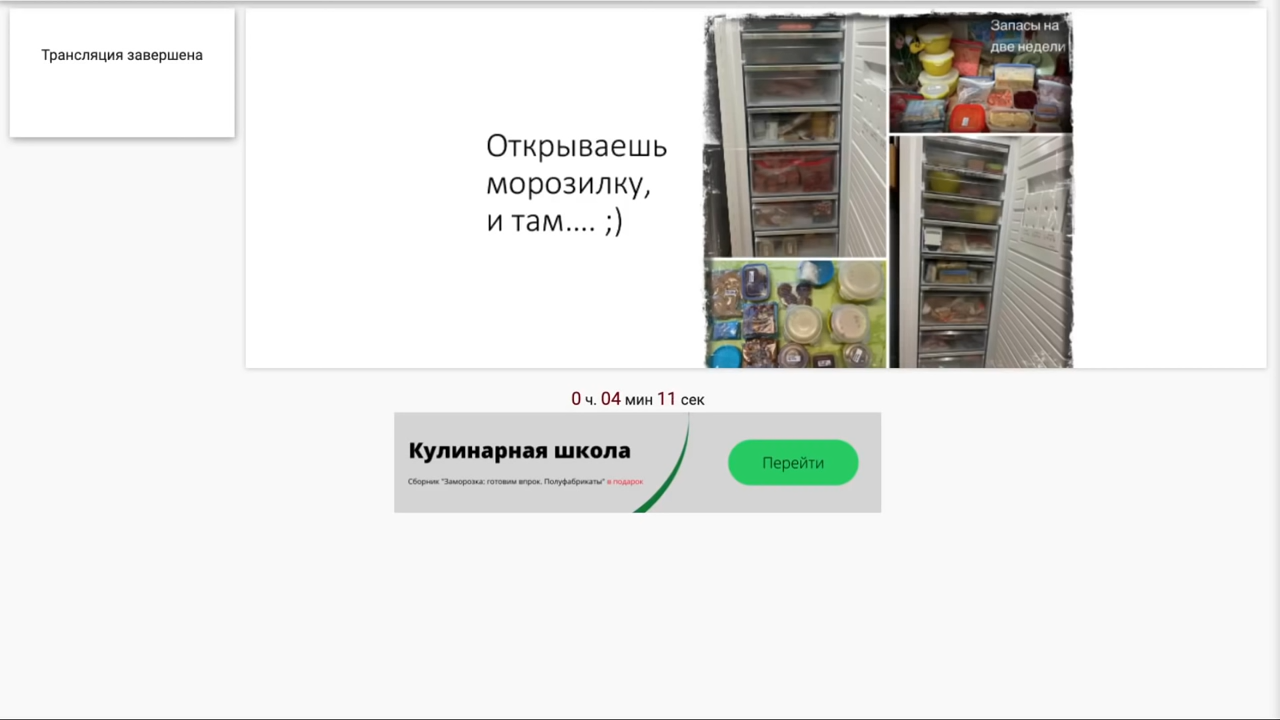 Трансляция завершена
Запасы на
две недели
Открываешь
морозилку,
и там.... ;)
0 ч. 04 мин 11 сек
Кулинарная школа
Сборник "Заморозка: готовим впрок. Полуфабрикаты" в подарок
Перейти